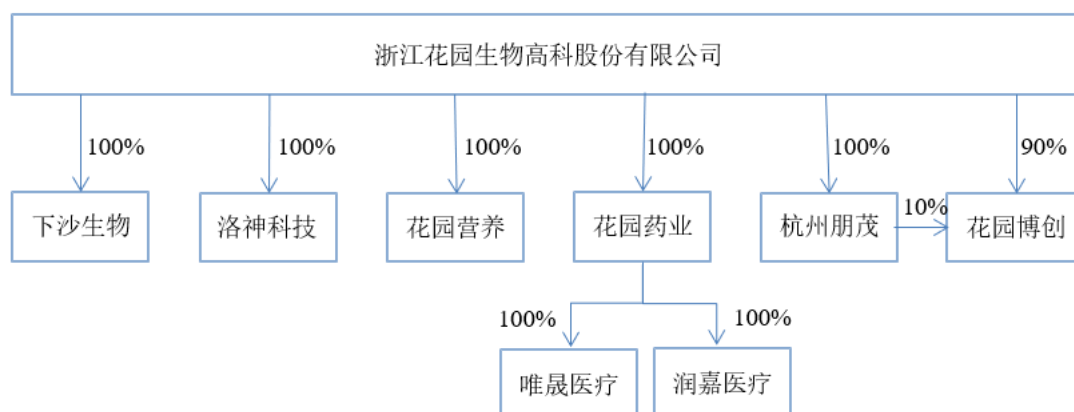 浙江花园生物高科股份有限公司
100% 100% 100% 100% 100% 90%
下沙生物 洛神科技 花园营养 花园药业 杭州朋茂 10% 花园博创
100% 100%
唯晟医疗 润嘉医疗